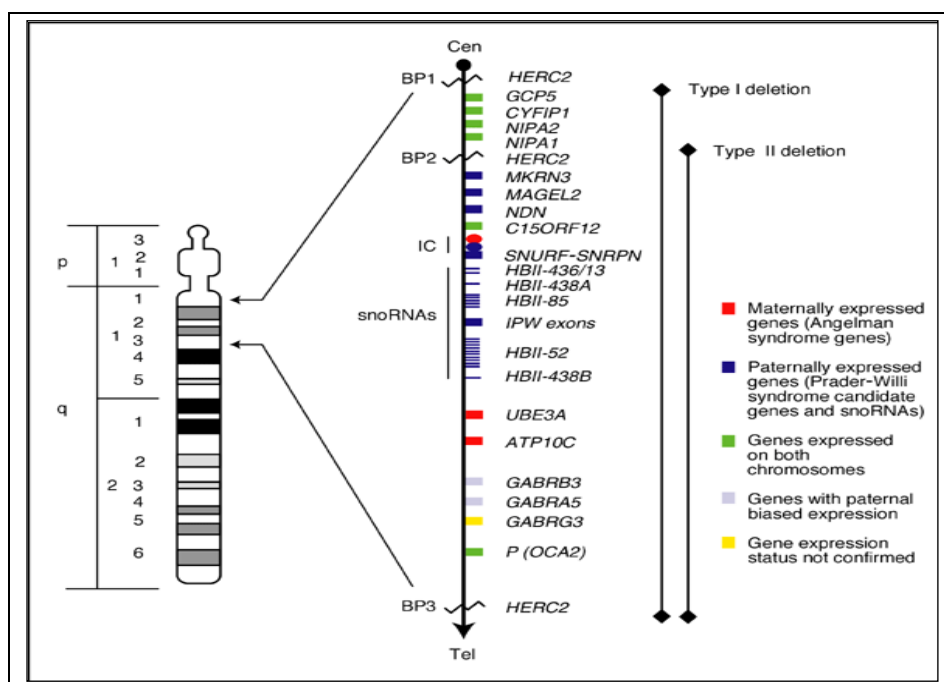 Cen
BP1
HERC2
GCP5
CYFIP1
NIPA2
NIPA1
BP2
HERC2
MKRN3
MAGEL2
NDN
C15ORF12
IC
SNURF-SNRPN
HBII-436/13
HBII-438A
HBII-85
snoRNAs
IPW exons
HBII-52
HBII-438B
UBE3A
ATP10C
GABRB3
GABRA5
GABRG3
P (OCA2)
BP3
HERC2
Tel
Type I deletion
Type II deletion
p
1
3
2
1
q
1
1
2
3
4
5
2
1
2
3
4
5
6
Maternally expressed
genes (Angelman
syndrome genes)
Paternally expressed
genes (Prader-Willi
syndrome candidate
genes and snoRNAs)
Genes expressed
on both
chromosomes
Genes with paternal
biased expression
Gene expression
status not confirmed